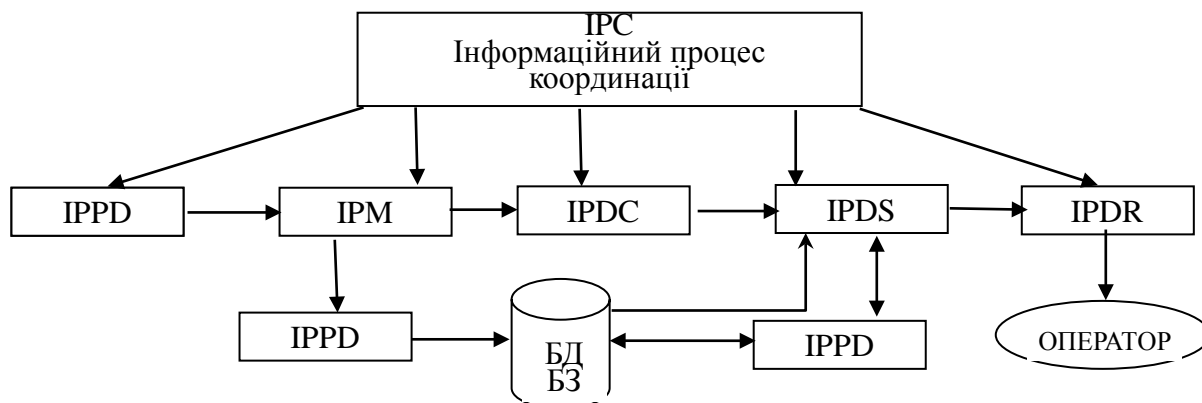 IPC
Інформаційний процес
координації
IPPD
IPM
IPDC
IPDS
IPDR
IPPD
БД
БЗ
IPPD
ОПЕРАТОР